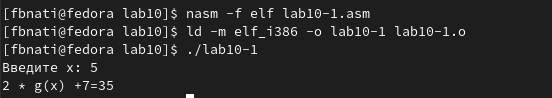 [fbnati@fedora lab10]$ nasm -f elf lab10-1.asm
[fbnati@fedora lab10]$ ld -m elf_i386 -o lab10-1 lab10-1.o
[fbnati@fedora lab10]$ ./lab10-1
Введите x: 5
2 * g(x) +7=35